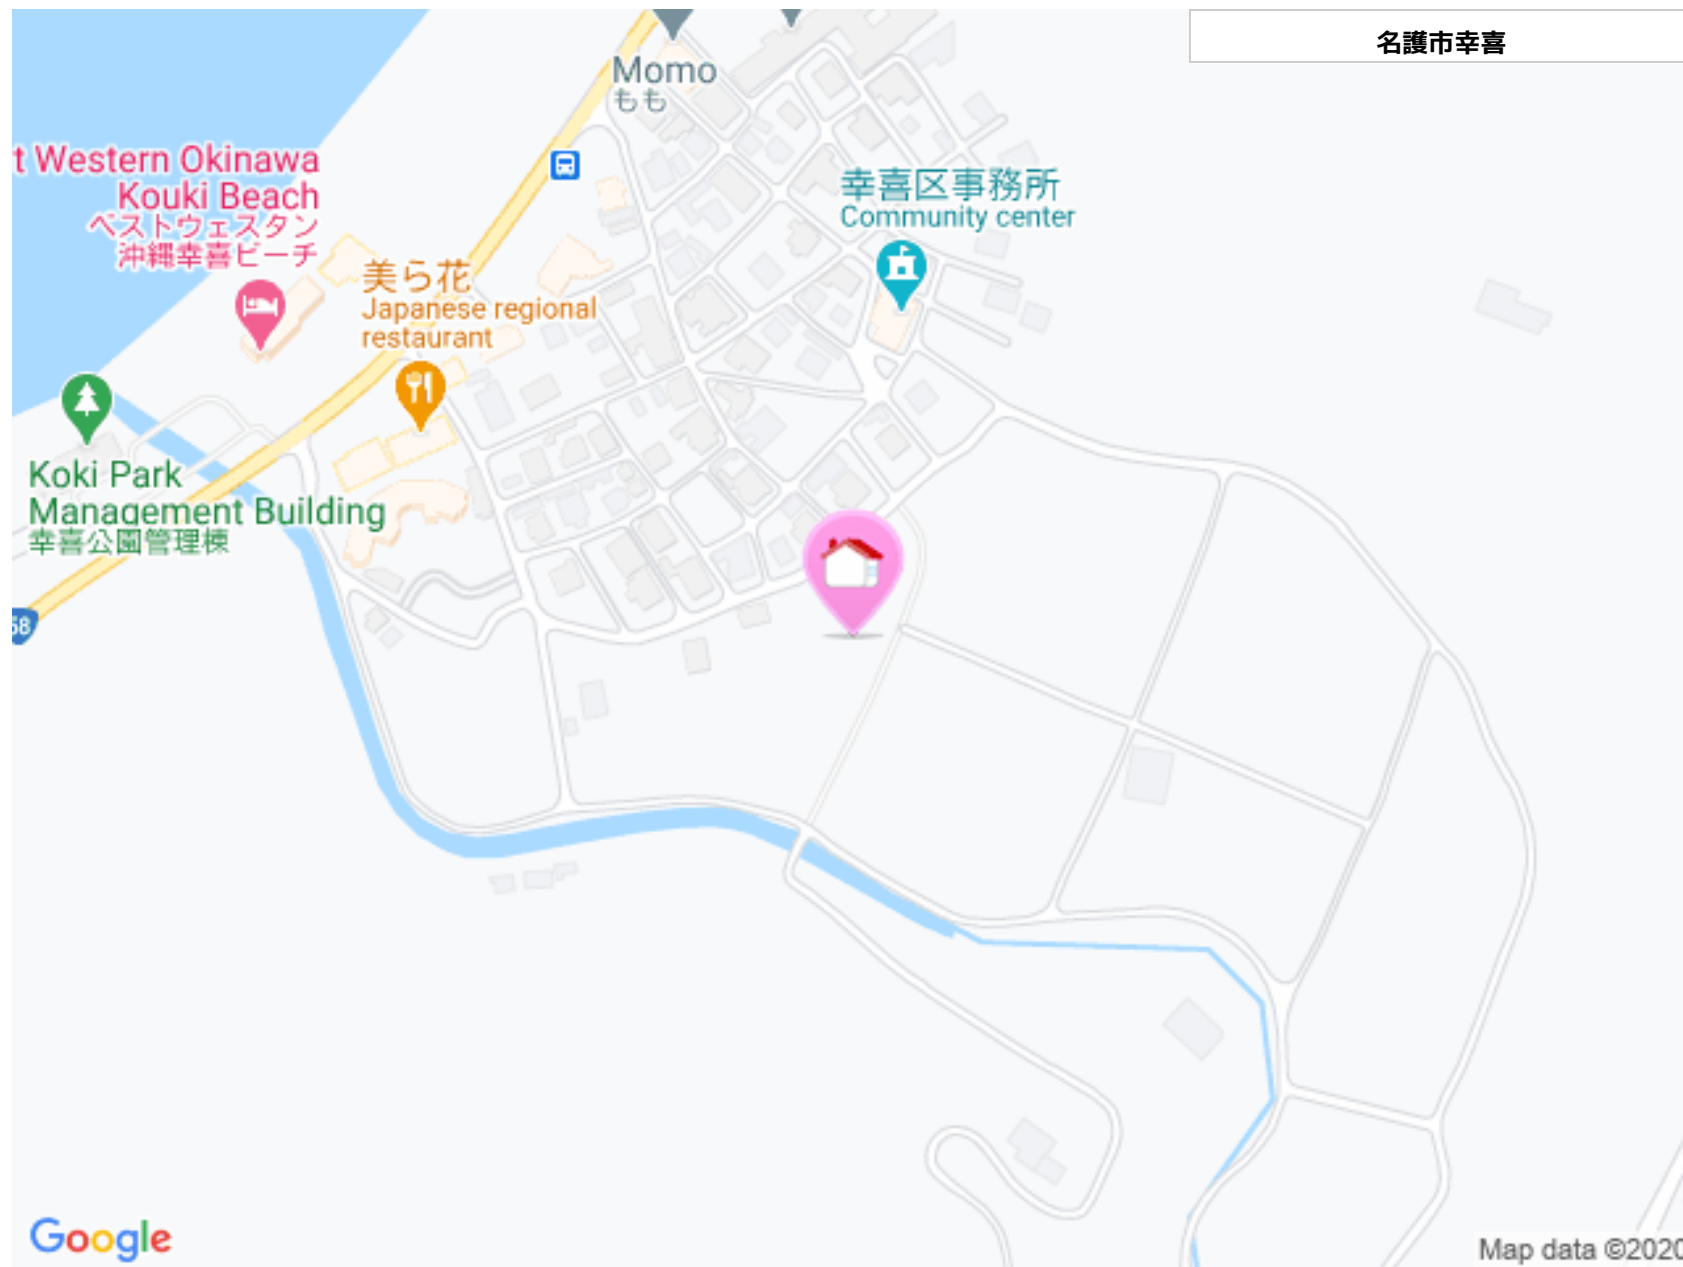 名護市幸喜
Momo
もも
t Western Okinawa
Kouki Beach
ベストウェスタン
沖縄幸喜ビーチ
幸喜区事務所
Community center
美ら花
Japanese regional
restaurant
Koki Park
Management Building
幸喜公園管理棟
58
Google
Map data ©2020